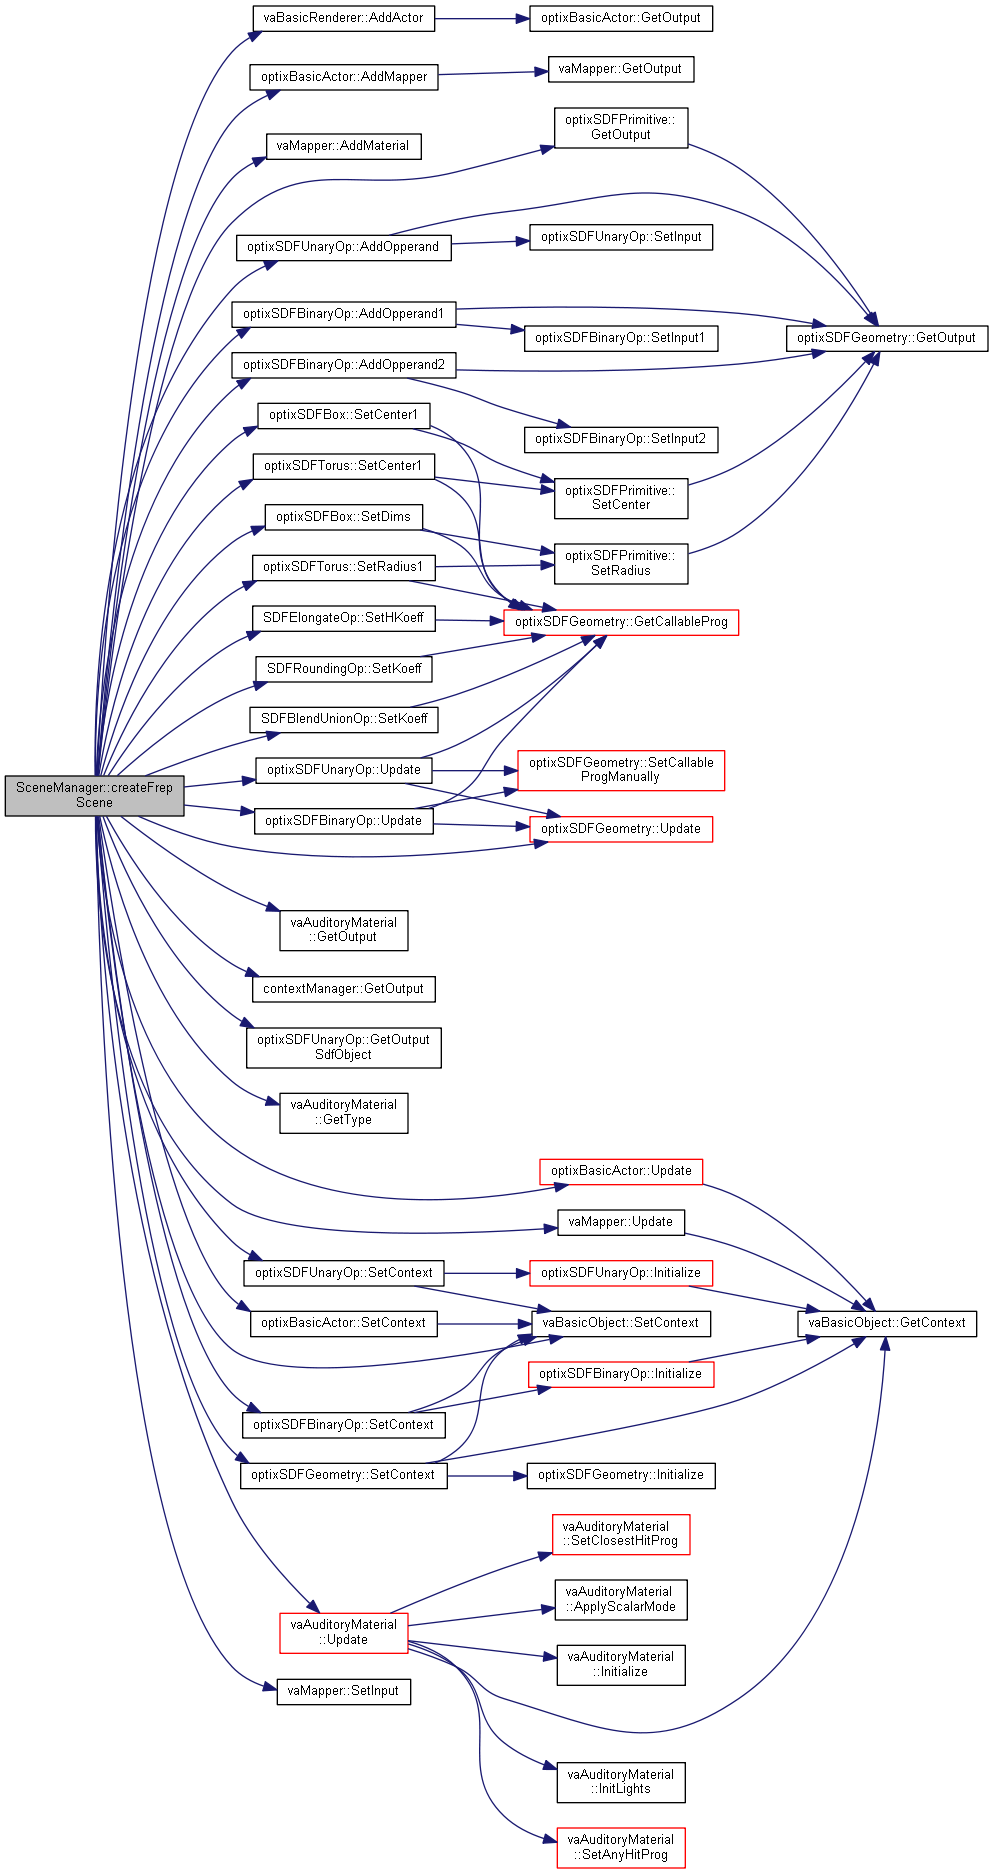 vaBasicRenderer::AddActor
optixBasicActor::GetOutput
optixBasicActor::AddMapper
vaMapper::GetOutput
vaMapper::AddMaterial
optixSDFPrimitive::
GetOutput
optixSDFUnaryOp::AddOpperand
optixSDFUnaryOp::SetInput
optixSDFBinaryOp::AddOpperand1
optixSDFBinaryOp::SetInput1
optixSDFGeometry::GetOutput
optixSDFBinaryOp::AddOpperand2
optixSDFBinaryOp::SetInput2
optixSDFBox::SetCenter1
optixSDFTorus::SetCenter1
optixSDFPrimitive::
SetCenter
optixSDFBox::SetDims
optixSDFTorus::SetRadius1
optixSDFPrimitive::
SetRadius
SDFElongateOp::SetHKoeff
optixSDFGeometry::GetCallableProg
SDFRoundingOp::SetKoeff
SDFBlendUnionOp::SetKoeff
optixSDFUnaryOp::Update
optixSDFGeometry::SetCallable
ProgManually
SceneManager::createFrep
Scene
optixSDFBinaryOp::Update
optixSDFGeometry::Update
vaAuditoryMaterial
::GetOutput
contextManager::GetOutput
optixSDFUnaryOp::GetOutput
SdfObject
vaAuditoryMaterial
::GetType
optixBasicActor::Update
vaMapper::Update
optixSDFUnaryOp::SetContext
optixSDFUnaryOp::Initialize
optixBasicActor::SetContext
vaBasicObject::SetContext
vaBasicObject::GetContext
optixSDFBinaryOp::Initialize
optixSDFBinaryOp::SetContext
optixSDFGeometry::SetContext
optixSDFGeometry::Initialize
vaAuditoryMaterial
::SetClosestHitProg
vaAuditoryMaterial
::ApplyScalarMode
vaAuditoryMaterial
::Update
vaAuditoryMaterial
::Initialize
vaMapper::SetInput
vaAuditoryMaterial
::InitLights
vaAuditoryMaterial
::SetAnyHitProg